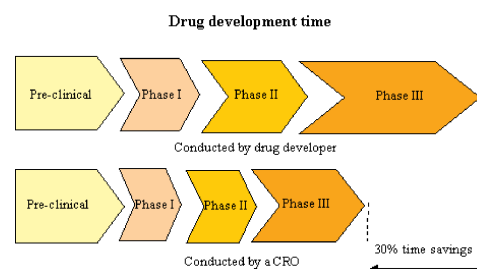 Drug development time
Pre-clinical
Phase I
Phase II
Phase III
Conducted by drug developer
Pre-clinical
Phase I
Phase II
Phase III
30% time savings
Conducted by a CRO